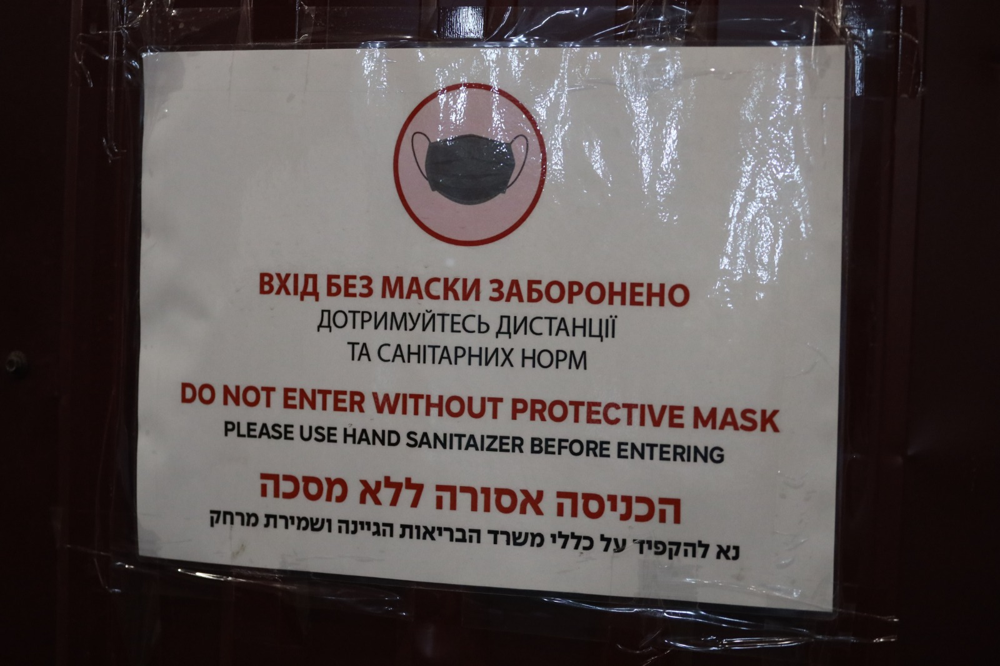 ВХІД БЕЗ МАСКИ ЗАБОРОНЕНО
ДОТРИМУЙТЕСЬ ДИСТАНЦІЇ
ТА САНІТАРНИХ НОРМ
DO NOT ENTER WITHOUT PROTECTIVE MASK
PLEASE USE HAND SANITAIZER BEFORE ENTERING
הכניסה אסורה ללא מסכה
נא להקפיד על כללי משרד הבריאות הגיינה ושמירת מרחק